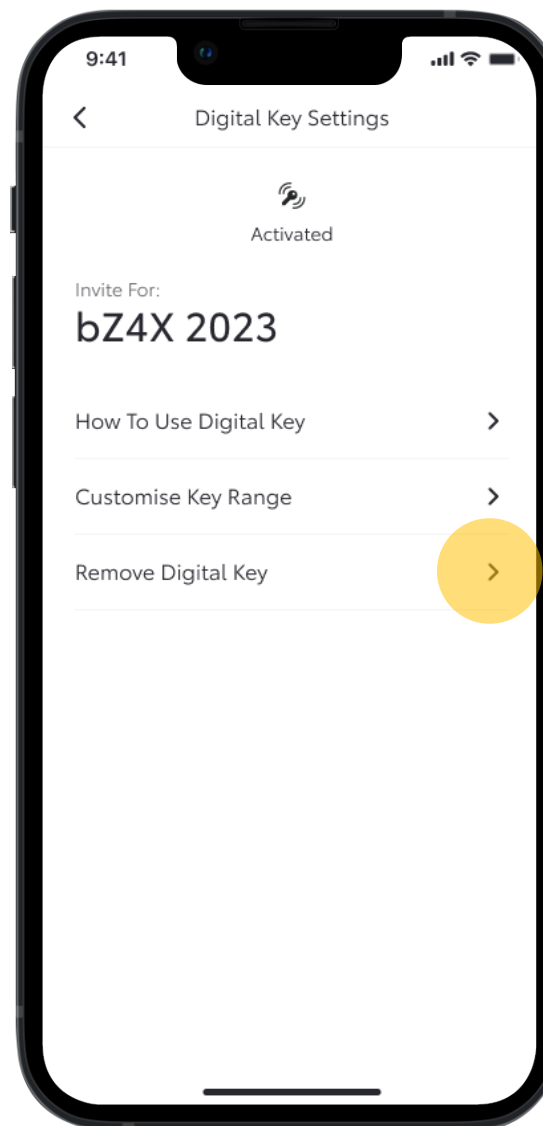 9:41
Digital Key Settings
Activated
Invite For:
bZ4X 2023
How To Use Digital Key
Customise Key Range
Remove Digital Key